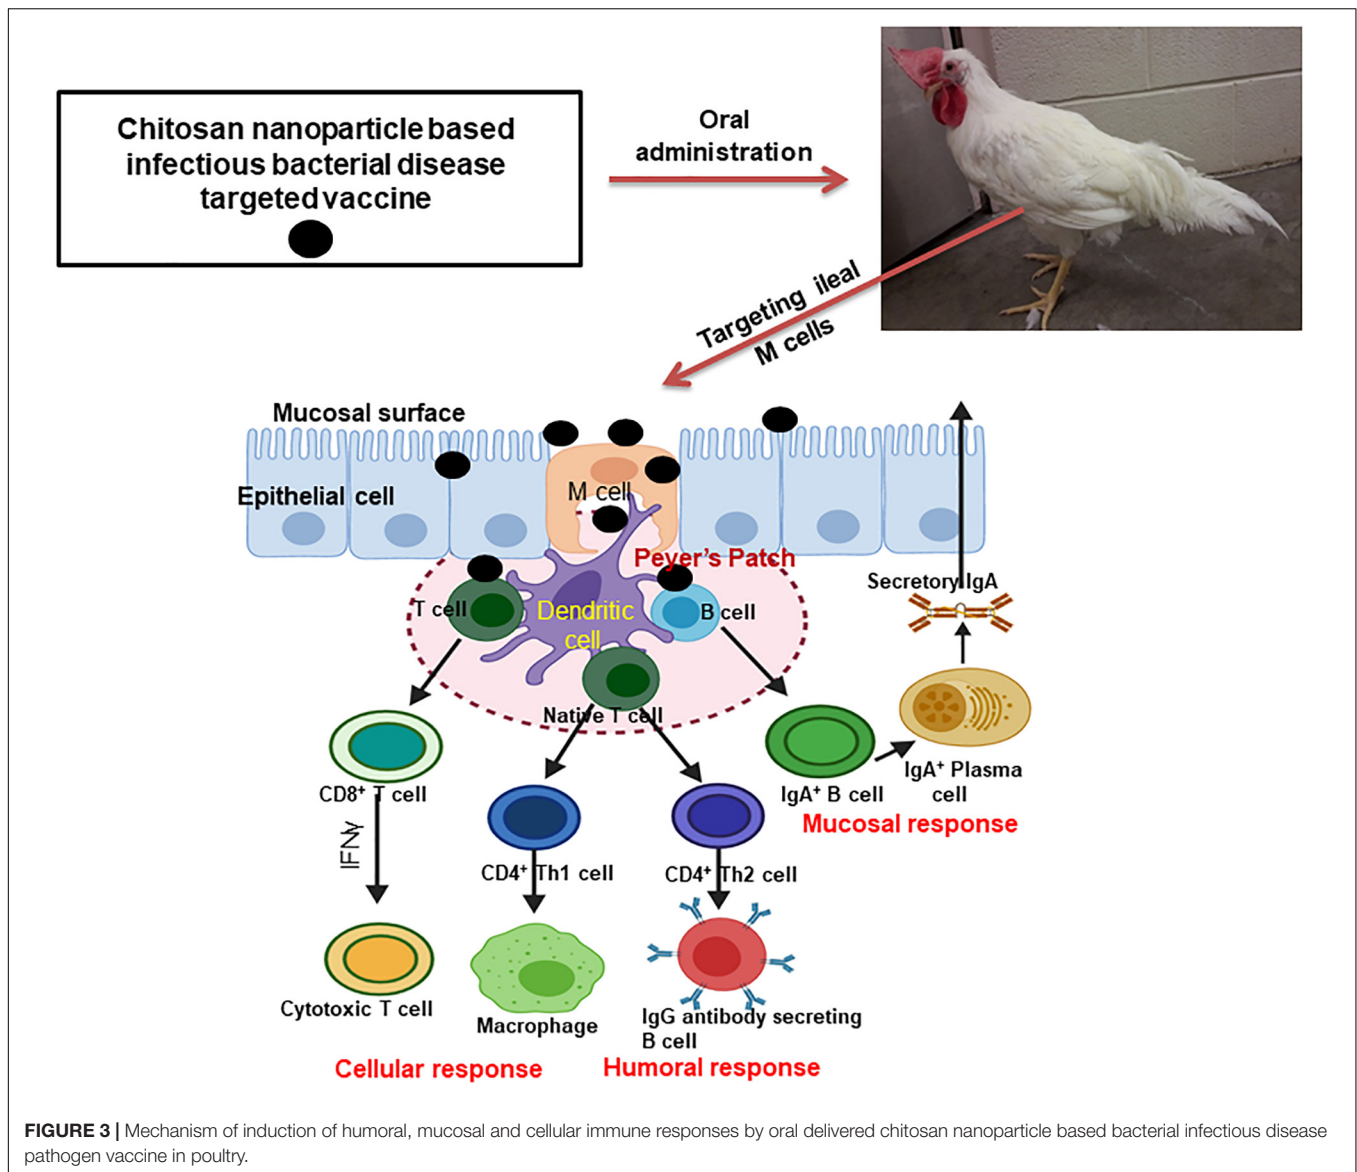 Chitosan nanoparticle based
infectious bacterial disease
targeted vaccine
Oral
administration
Targeting ileal
M cells
Mucosal surface
Epithelial cell
M cell
Peyer's Patch
T cell
Dendritic
cell
B cell
Native T cell
Secretory IgA
IgA⁺ Plasma
cell
IgA⁺ B cell
Mucosal response
CD8⁺ T cell
IFNγ
CD4⁺ Th1 cell
CD4⁺ Th2 cell
Cytotoxic T cell
Macrophage
IgG antibody secreting
B cell
Cellular response
Humoral response
FIGURE 3 | Mechanism of induction of humoral, mucosal and cellular immune responses by oral delivered chitosan nanoparticle based bacterial infectious disease
pathogen vaccine in poultry.